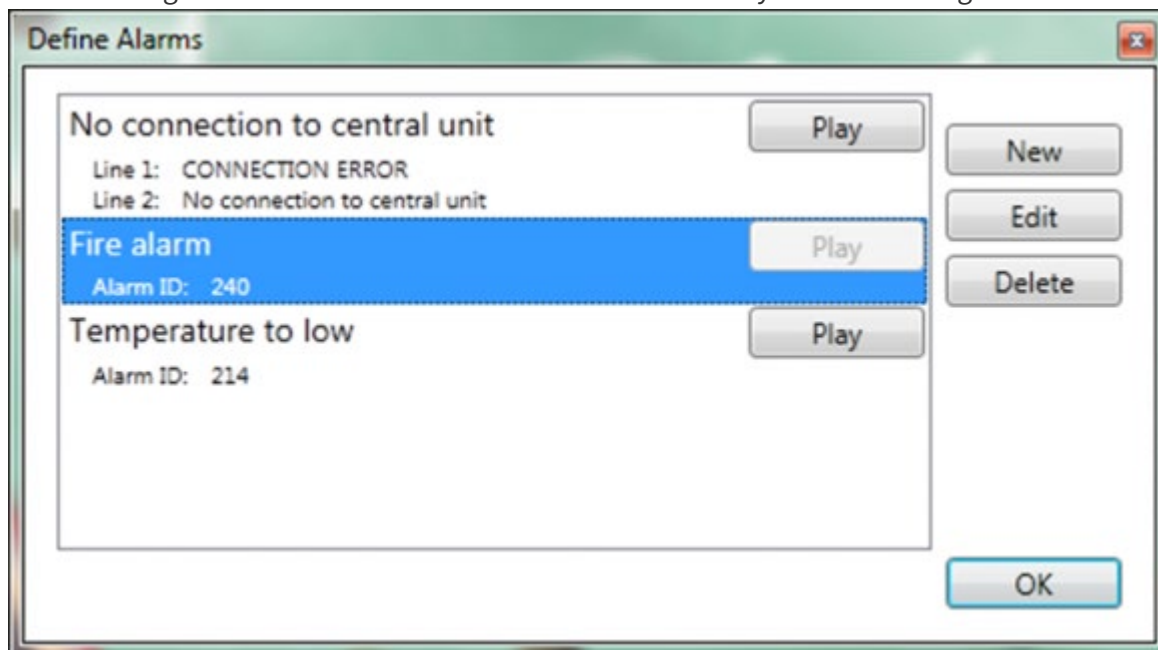 Define Alarms
No connection to central unit Play
Line 1: CONNECTION ERROR
Line 2: No connection to central unit
Fire alarm Play
Alarm ID: 240
Temperature to low Play
Alarm ID: 214
New
Edit
Delete
OK